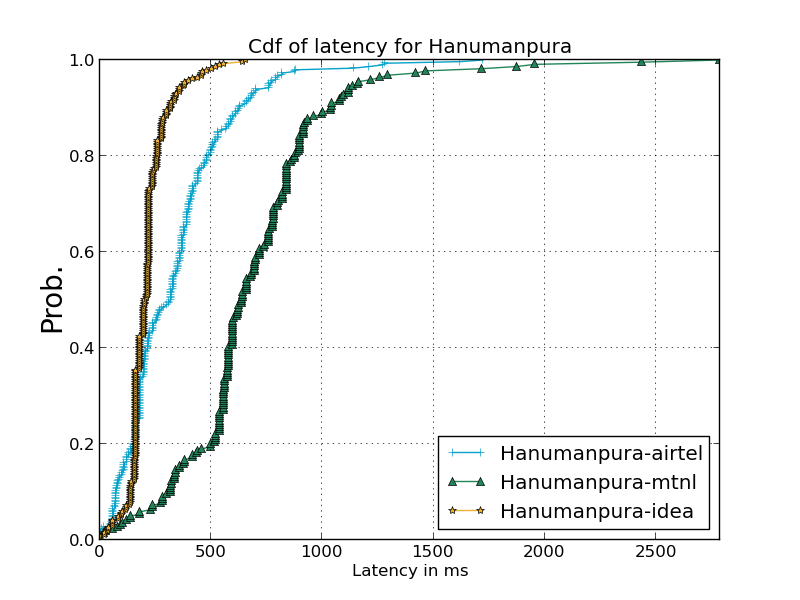 Cdf of latency for Hanumanpura
1.0
0.8
0.6
0.4
0.2
0.0
Prob.
Hanumanpura-airtel
Hanumanpura-mtnl
Hanumanpura-idea
0 500 1000 1500 2000 2500
Latency in ms